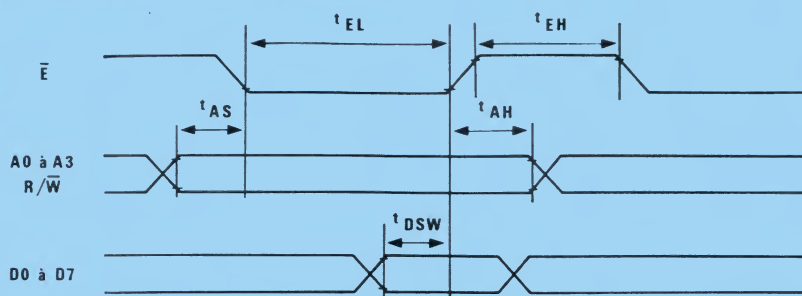 t EL
t EH
E̅
t AS
t AH
A0 à A3
R/W̅
t DSW
D0 à D7